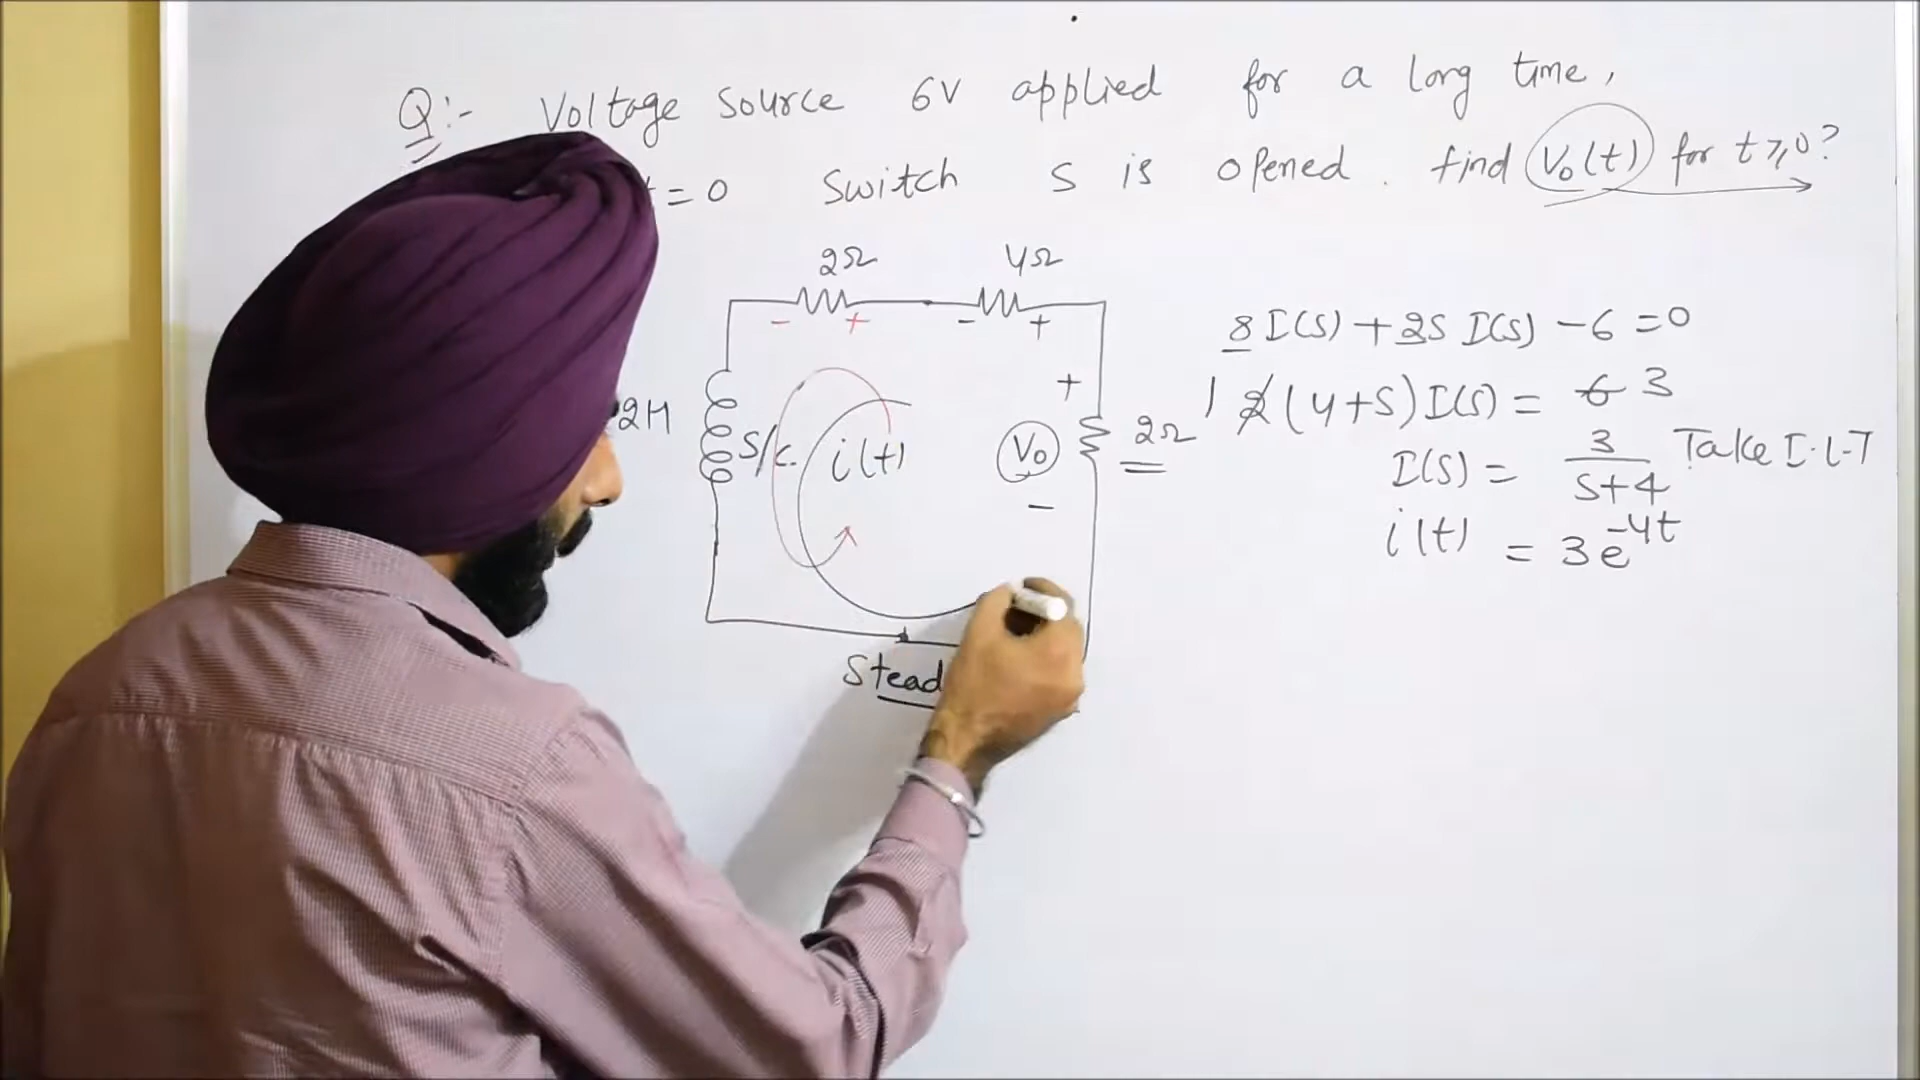 Q:- Voltage source 6V applied for a long time,
t = 0 Switch S is opened. find V₀(t) for t ⩾ 0?
2Ω 4Ω
- + - +
8 I(s) + 2s I(s) - 6 = 0
+
1 2 (4+s) I(s) = 6 3
2H S/c. i(t) V₀ 2Ω
I(s) = 3/(s+4) Take I.L.T
-
i(t) = 3e^{-4t}